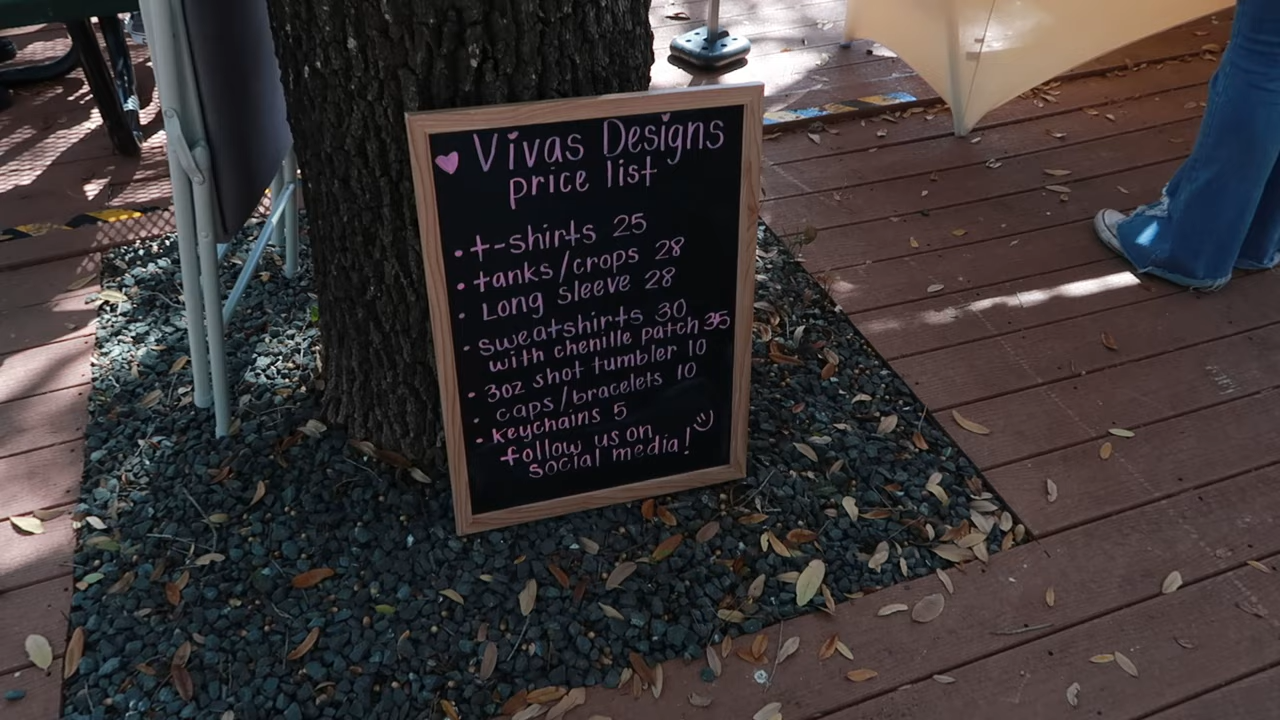 Vivas Designs
price list
• t-shirts 25
• tanks/crops 28
• Long sleeve 28
• sweatshirts 30
with chenille patch 35
• 3oz shot tumbler 10
• caps/bracelets 10
• keychains 5
follow us on
social media!